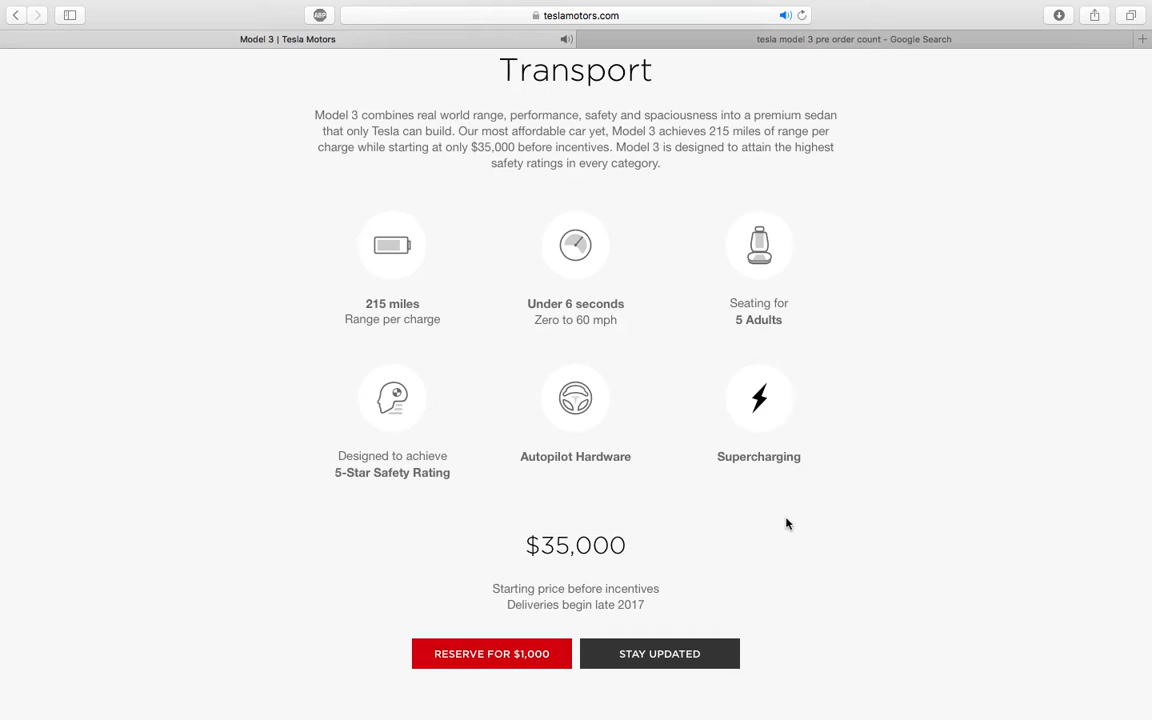 ABP
teslamotors.com
Model 3 | Tesla Motors
tesla model 3 pre order count - Google Search
Transport
Model 3 combines real world range, performance, safety and spaciousness into a premium sedan
that only Tesla can build. Our most affordable car yet, Model 3 achieves 215 miles of range per
charge while starting at only $35,000 before incentives. Model 3 is designed to attain the highest
safety ratings in every category.
215 miles
Range per charge
Under 6 seconds
Zero to 60 mph
Seating for
5 Adults
Designed to achieve
5-Star Safety Rating
Autopilot Hardware
Supercharging
$35,000
Starting price before incentives
Deliveries begin late 2017
RESERVE FOR $1,000
STAY UPDATED